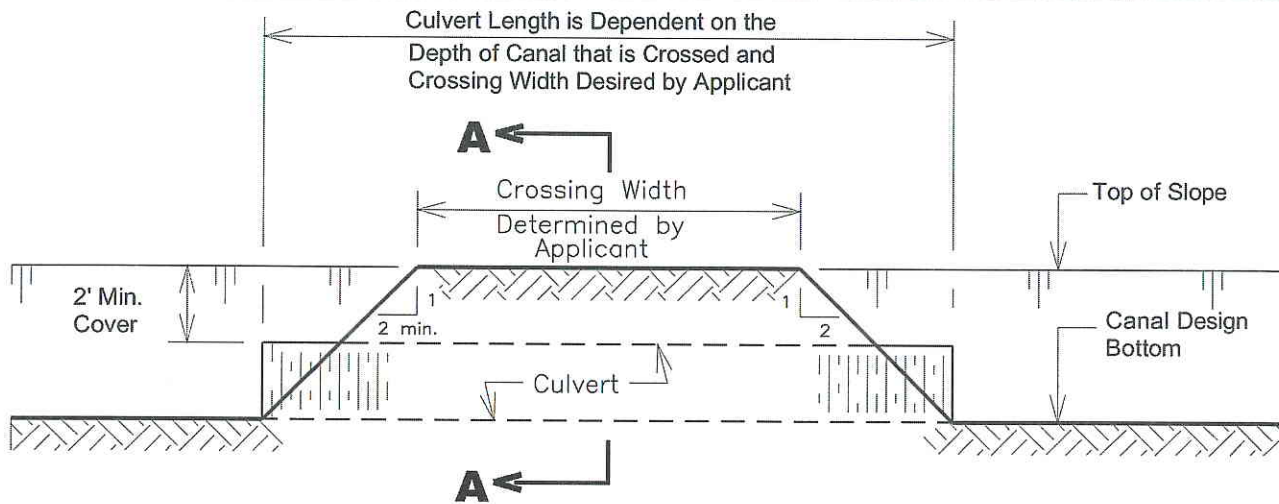 Culvert Length is Dependent on the
Depth of Canal that is Crossed and
Crossing Width Desired by Applicant
A
Crossing Width
Determined by
Applicant
Top of Slope
2' Min.
Cover
1
2 min.
1
2
Canal Design
Bottom
Culvert
A